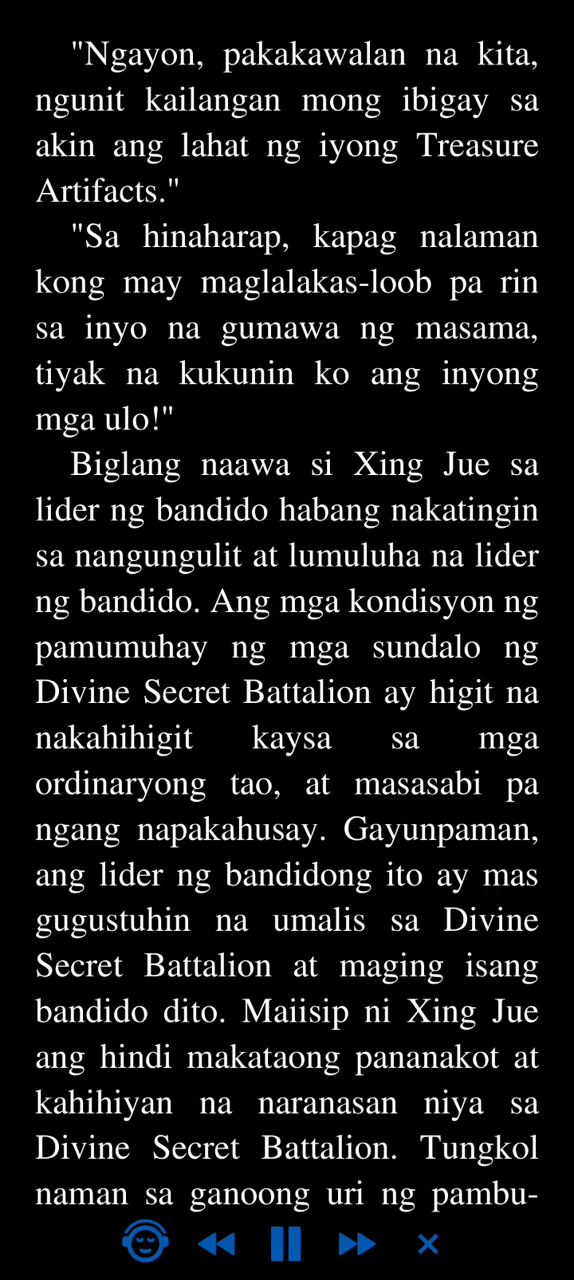 "Ngayon, pakakawalan na kita,
ngunit kailangan mong ibigay sa
akin ang lahat ng iyong Treasure
Artifacts."
"Sa hinaharap, kapag nalaman
kong may maglalakas-loob pa rin
sa inyo na gumawa ng masama,
tiyak na kukunin ko ang inyong
mga ulo!"
Biglang naawa si Xing Jue sa
lider ng bandido habang nakatingin
sa nangungulit at lumuluha na lider
ng bandido. Ang mga kondisyon ng
pamumuhay ng mga sundalo ng
Divine Secret Battalion ay higit na
nakahihigit kaysa sa mga
ordinaryong tao, at masasabi pa
ngang napakahusay. Gayunpaman,
ang lider ng bandidong ito ay mas
gugustuhin na umalis sa Divine
Secret Battalion at maging isang
bandido dito. Maiisip ni Xing Jue
ang hindi makataong pananakot at
kahihiyan na naranasan niya sa
Divine Secret Battalion. Tungkol
naman sa ganoong uri ng pambu-